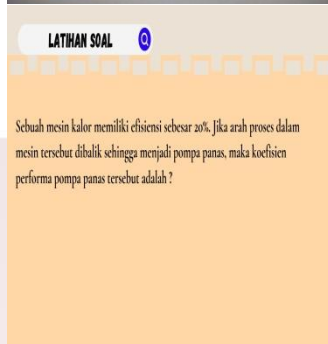 LATIHAN SOAL
Sebuah mesin kalor memiliki efisiensi sebesar 20%. Jika arah proses dalam
mesin tersebut dibalik sehingga menjadi pompa panas, maka koefisien
performa pompa panas tersebut adalah ?